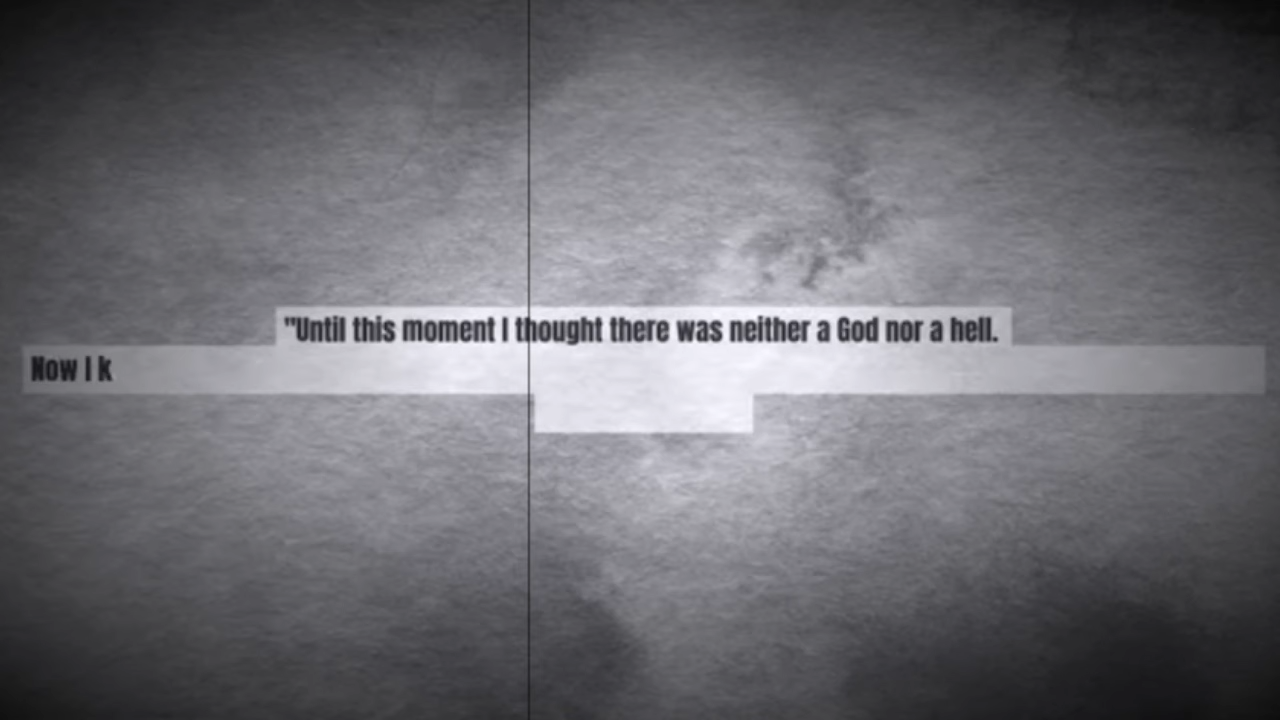 "Until this moment I thought there was neither a God nor a hell.
Now I k